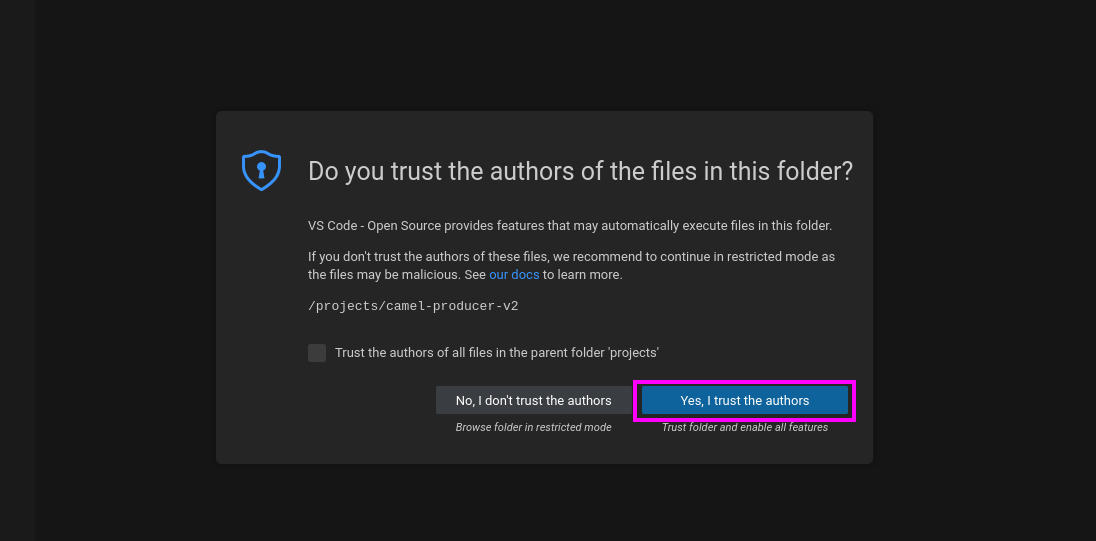 Do you trust the authors of the files in this folder?
VS Code - Open Source provides features that may automatically execute files in this folder.
If you don't trust the authors of these files, we recommend to continue in restricted mode as
the files may be malicious. See our docs to learn more.
/projects/camel-producer-v2
Trust the authors of all files in the parent folder 'projects'
No, I don't trust the authors
Yes, I trust the authors
Browse folder in restricted mode
Trust folder and enable all features